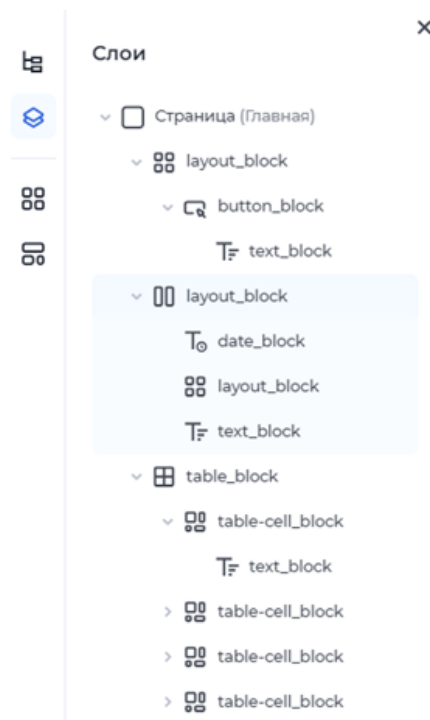 Слои
Страница (Главная)
layout_block
button_block
text_block
layout_block
date_block
layout_block
text_block
table_block
table-cell_block
text_block
table-cell_block
table-cell_block
table-cell_block